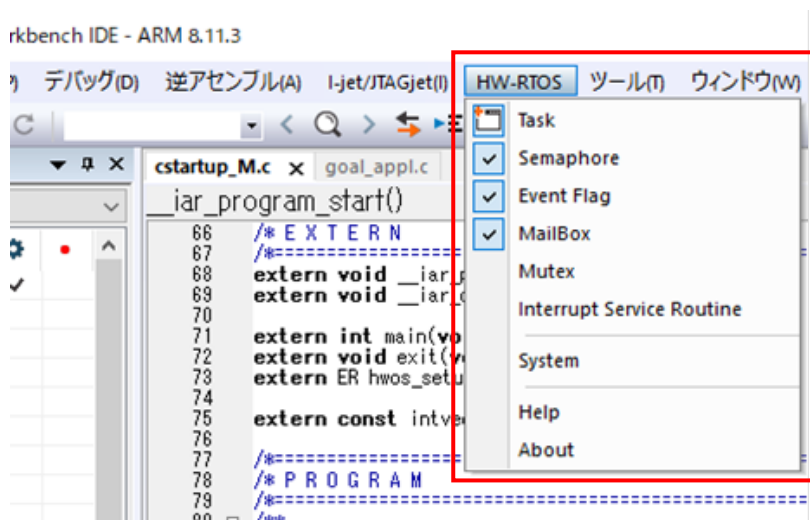 rkbench IDE - ARM 8.11.3
デバッグ(D) 逆アセンブル(A) I-jet/JTAGjet(I) HW-RTOS ツール(T) ウィンドウ(W)
Task
cstartup_M.c x goal_appl.c
Semaphore
__iar_program_start()
Event Flag
66 /* E X T E R N
MailBox
67 /*==================
68 extern void __iar_
Mutex
69 extern void __iar_
70
Interrupt Service Routine
71 extern int main(vo
72 extern void exit(
System
73 extern ER hwos_setu
74
75 extern const intve
Help
76
About
77 /*==================
78 /* P R O G R A M
79 /*==================